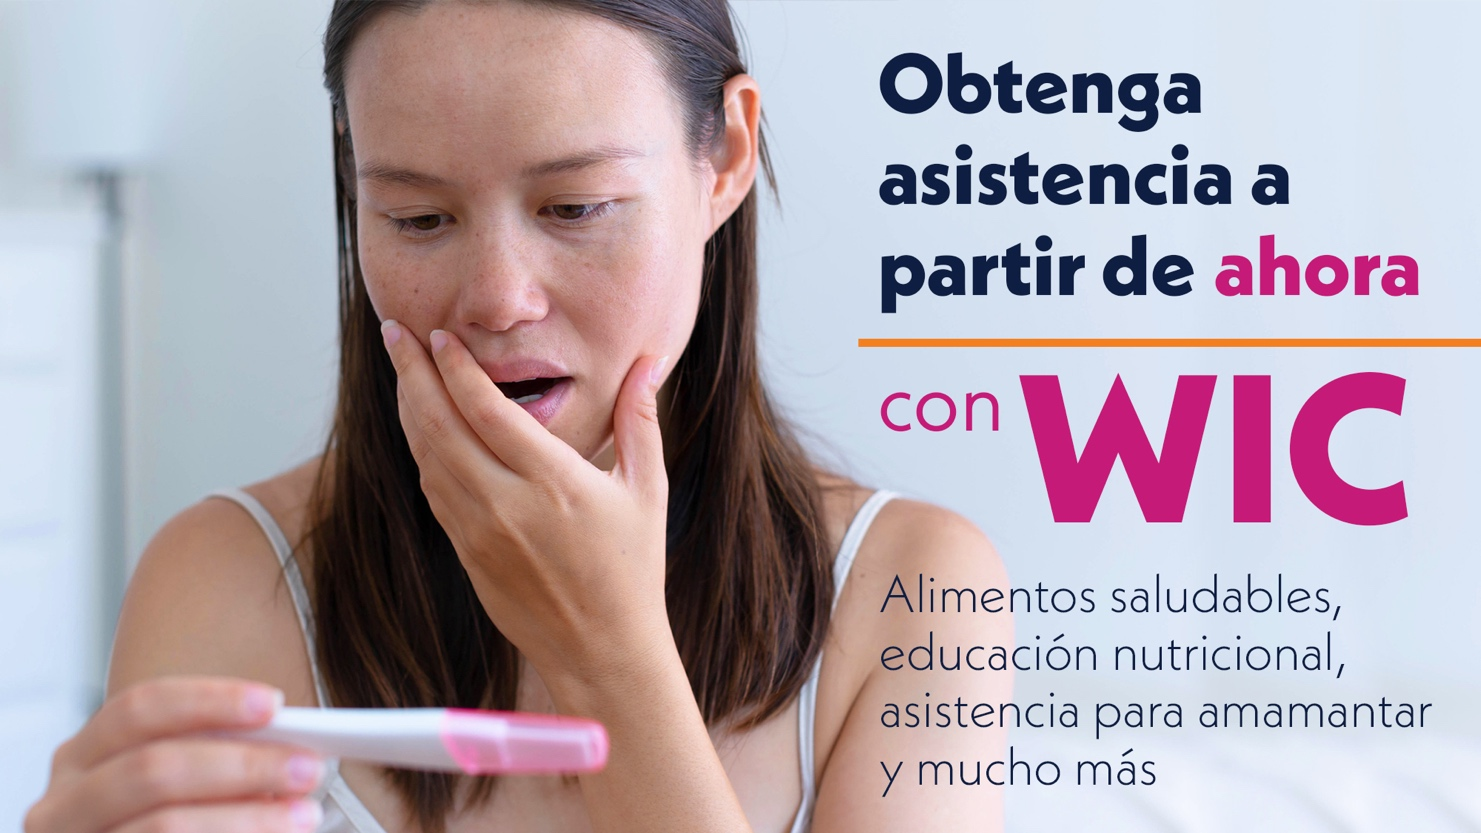 Obtenga
asistencia a
partir de ahora
con WIC
Alimentos saludables,
educación nutricional,
asistencia para amamantar
y mucho más